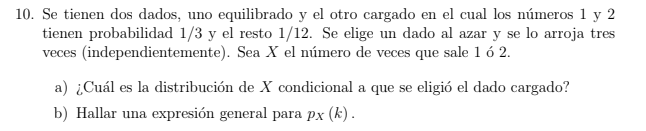 10. Se tienen dos dados, uno equilibrado y el otro cargado en el cual los números 1 y 2
tienen probabilidad 1/3 y el resto 1/12. Se elige un dado al azar y se lo arroja tres
veces (independientemente). Sea X el número de veces que sale 1 ó 2.
a) ¿Cuál es la distribución de X condicional a que se eligió el dado cargado?
b) Hallar una expresión general para p_X (k).